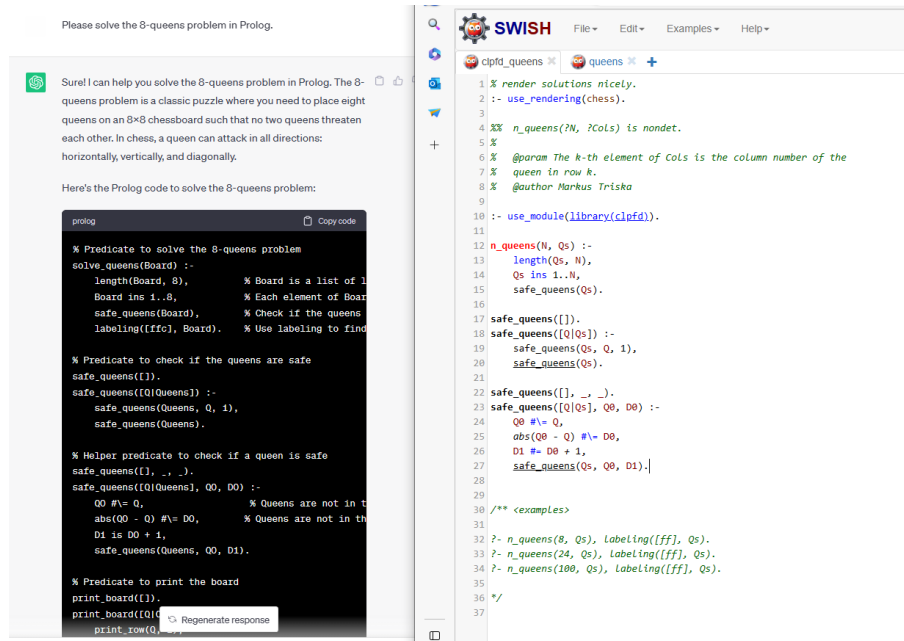 Please solve the 8-queens problem in Prolog.
Sure! I can help you solve the 8-queens problem in Prolog. The 8-
queens problem is a classic puzzle where you need to place eight
queens on an 8×8 chessboard such that no two queens threaten
each other. In chess, a queen can attack in all directions:
horizontally, vertically, and diagonally.
Here's the Prolog code to solve the 8-queens problem:
prolog Copy code
% Predicate to solve the 8-queens problem
solve_queens(Board) :-
length(Board, 8), % Board is a list of l
Board ins 1..8, % Each element of Boar
safe_queens(Board), % Check if the queens
labeling([ffc], Board). % Use labeling to find
% Predicate to check if the queens are safe
safe_queens([]).
safe_queens([Q|Queens]) :-
safe_queens(Queens, Q, 1),
safe_queens(Queens).
% Helper predicate to check if a queen is safe
safe_queens([], _, _).
safe_queens([Q|Queens], Q0, D0) :-
Q0 #\= Q, % Queens are not in t
abs(Q0 - Q) #\= D0, % Queens are not in th
D1 is D0 + 1,
safe_queens(Queens, Q0, D1).
% Predicate to print the board
print_board([]).
print_board([Q|Q
print_row(Q,
Regenerate response
SWISH File Edit Examples Help
clpfd_queens queens
1 % render solutions nicely.
2 :- use_rendering(chess).
3
4 %% n_queens(?N, ?Cols) is nondet.
5 %
6 % @param The k-th element of Cols is the column number of the
7 % queen in row k.
8 % @author Markus Triska
9
10 :- use_module(library(clpfd)).
11
12 n_queens(N, Qs) :-
13 length(Qs, N),
14 Qs ins 1..N,
15 safe_queens(Qs).
16
17 safe_queens([]).
18 safe_queens([Q|Qs]) :-
19 safe_queens(Qs, Q, 1),
20 safe_queens(Qs).
21
22 safe_queens([], _, _).
23 safe_queens([Q|Qs], Q0, D0) :-
24 Q0 #\= Q,
25 abs(Q0 - Q) #\= D0,
26 D1 #= D0 + 1,
27 safe_queens(Qs, Q0, D1).
28
29
30 /** <examples>
31
32 ?- n_queens(8, Qs), labeling([ff], Qs).
33 ?- n_queens(24, Qs), labeling([ff], Qs).
34 ?- n_queens(100, Qs), labeling([ff], Qs).
35
36 */
37